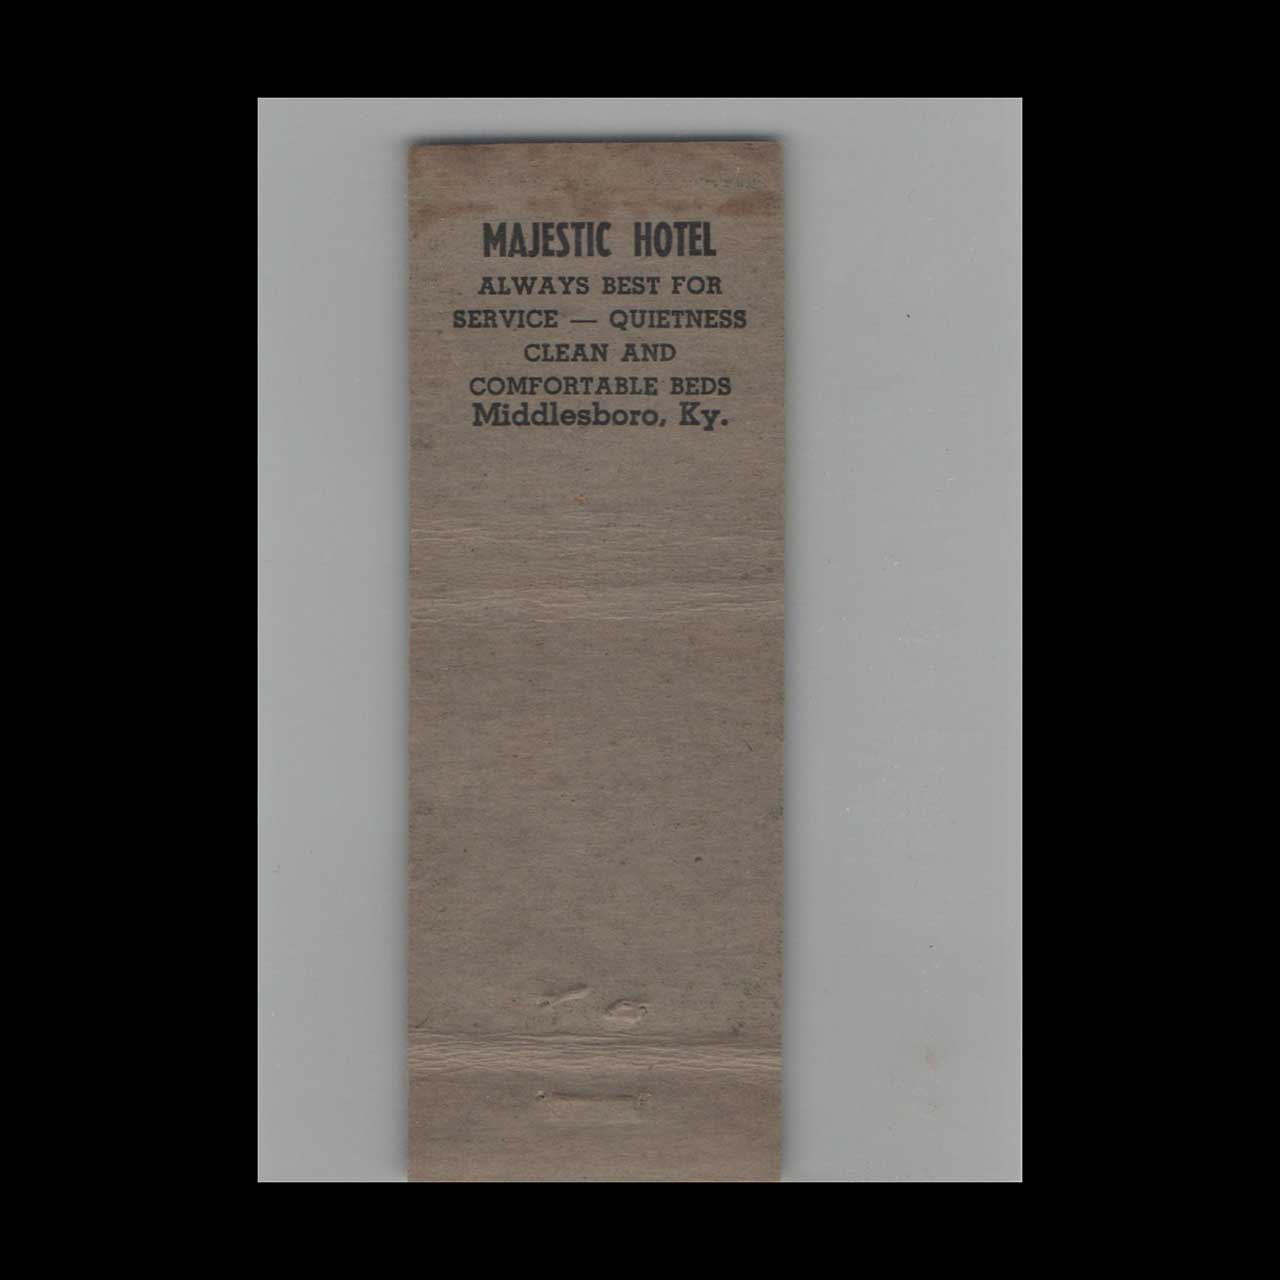 MAJESTIC HOTEL
ALWAYS BEST FOR
SERVICE — QUIETNESS
CLEAN AND
COMFORTABLE BEDS
Middlesboro, Ky.